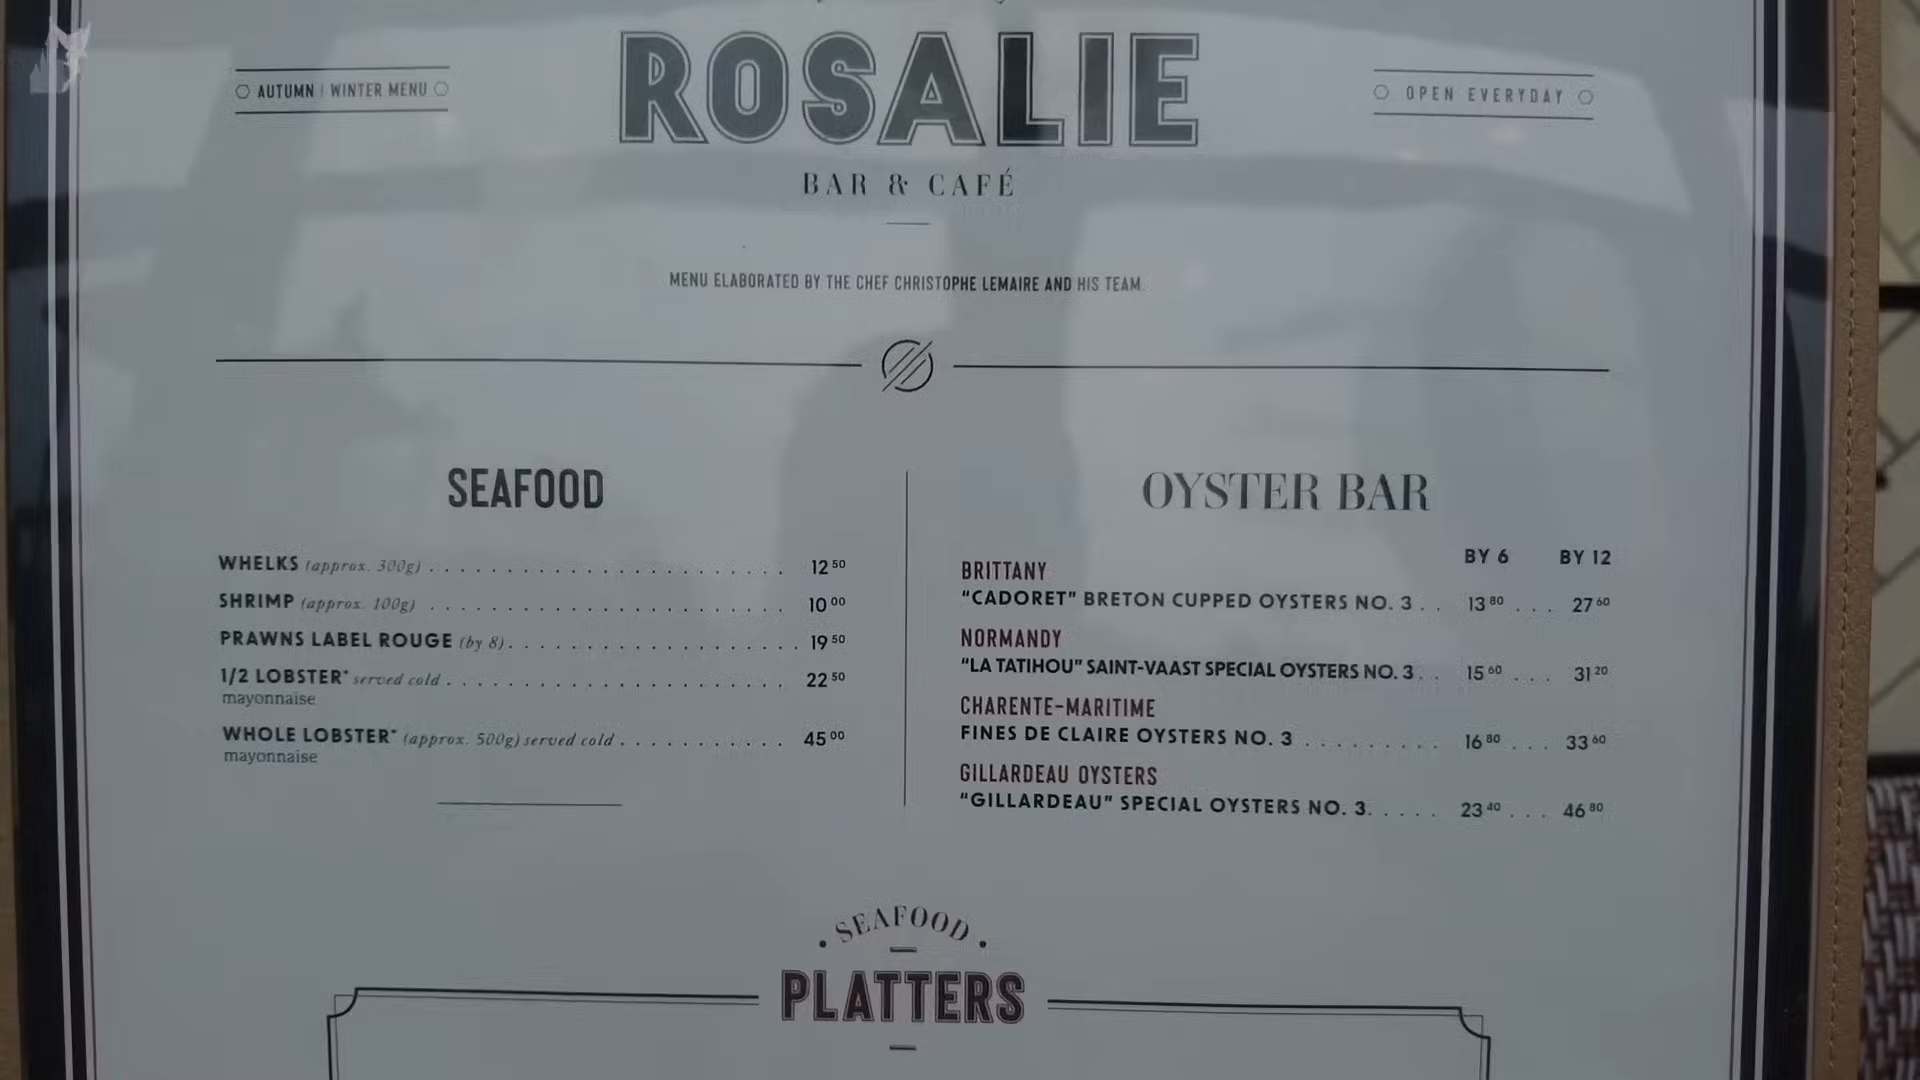 AUTUMN | WINTER MENU
ROSALIE
OPEN EVERYDAY
BAR & CAFÉ
MENU ELABORATED BY THE CHEF CHRISTOPHE LEMAIRE AND HIS TEAM.
SEAFOOD
WHELKS (approx. 300g) . . . . . . . . . . . . . . . . . . . . . . . . 12 50
SHRIMP (approx. 100g) . . . . . . . . . . . . . . . . . . . . . . . . 10 00
PRAWNS LABEL ROUGE (by 8) . . . . . . . . . . . . . . . . . . 19 50
1/2 LOBSTER* served cold . . . . . . . . . . . . . . . . . . . . . . 22 50
mayonnaise
WHOLE LOBSTER* (approx. 500g) served cold . . . . . . . . . . . 45 00
mayonnaise
OYSTER BAR
BY 6 BY 12
BRITTANY
“CADORET” BRETON CUPPED OYSTERS NO. 3 . . 13 80 . . . 27 60
NORMANDY
“LA TATIHOU” SAINT-VAAST SPECIAL OYSTERS NO. 3 . . 15 60 . . . 31 20
CHARENTE-MARITIME
FINES DE CLAIRE OYSTERS NO. 3 . . . . . . . . . 16 80 . . . 33 60
GILLARDEAU OYSTERS
“GILLARDEAU” SPECIAL OYSTERS NO. 3. . . . . 23 40 . . . 46 80
SEAFOOD
PLATTERS